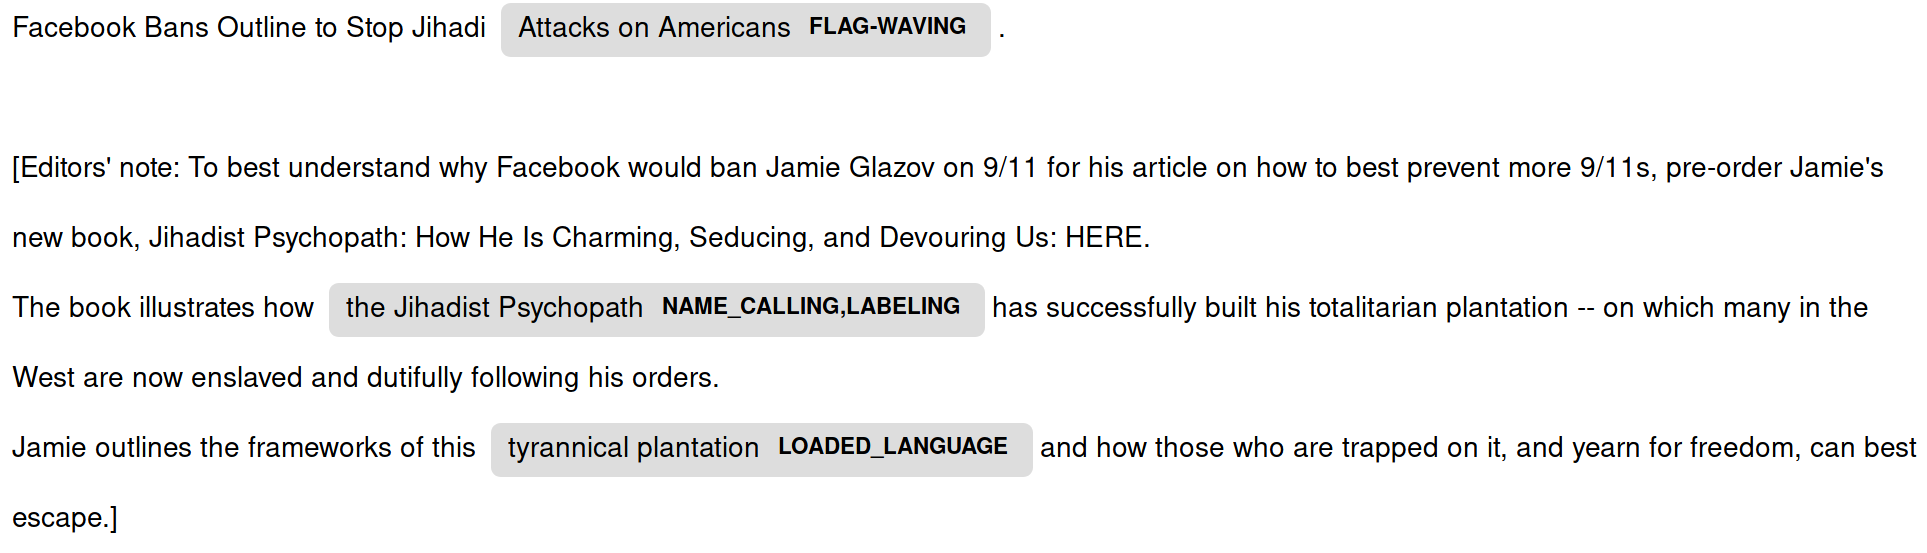 Facebook Bans Outline to Stop Jihadi Attacks on Americans FLAG-WAVING .
[Editors' note: To best understand why Facebook would ban Jamie Glazov on 9/11 for his article on how to best prevent more 9/11s, pre-order Jamie's
new book, Jihadist Psychopath: How He Is Charming, Seducing, and Devouring Us: HERE.
The book illustrates how the Jihadist Psychopath NAME_CALLING,LABELING has successfully built his totalitarian plantation -- on which many in the
West are now enslaved and dutifully following his orders.
Jamie outlines the frameworks of this tyrannical plantation LOADED_LANGUAGE and how those who are trapped on it, and yearn for freedom, can best
escape.]